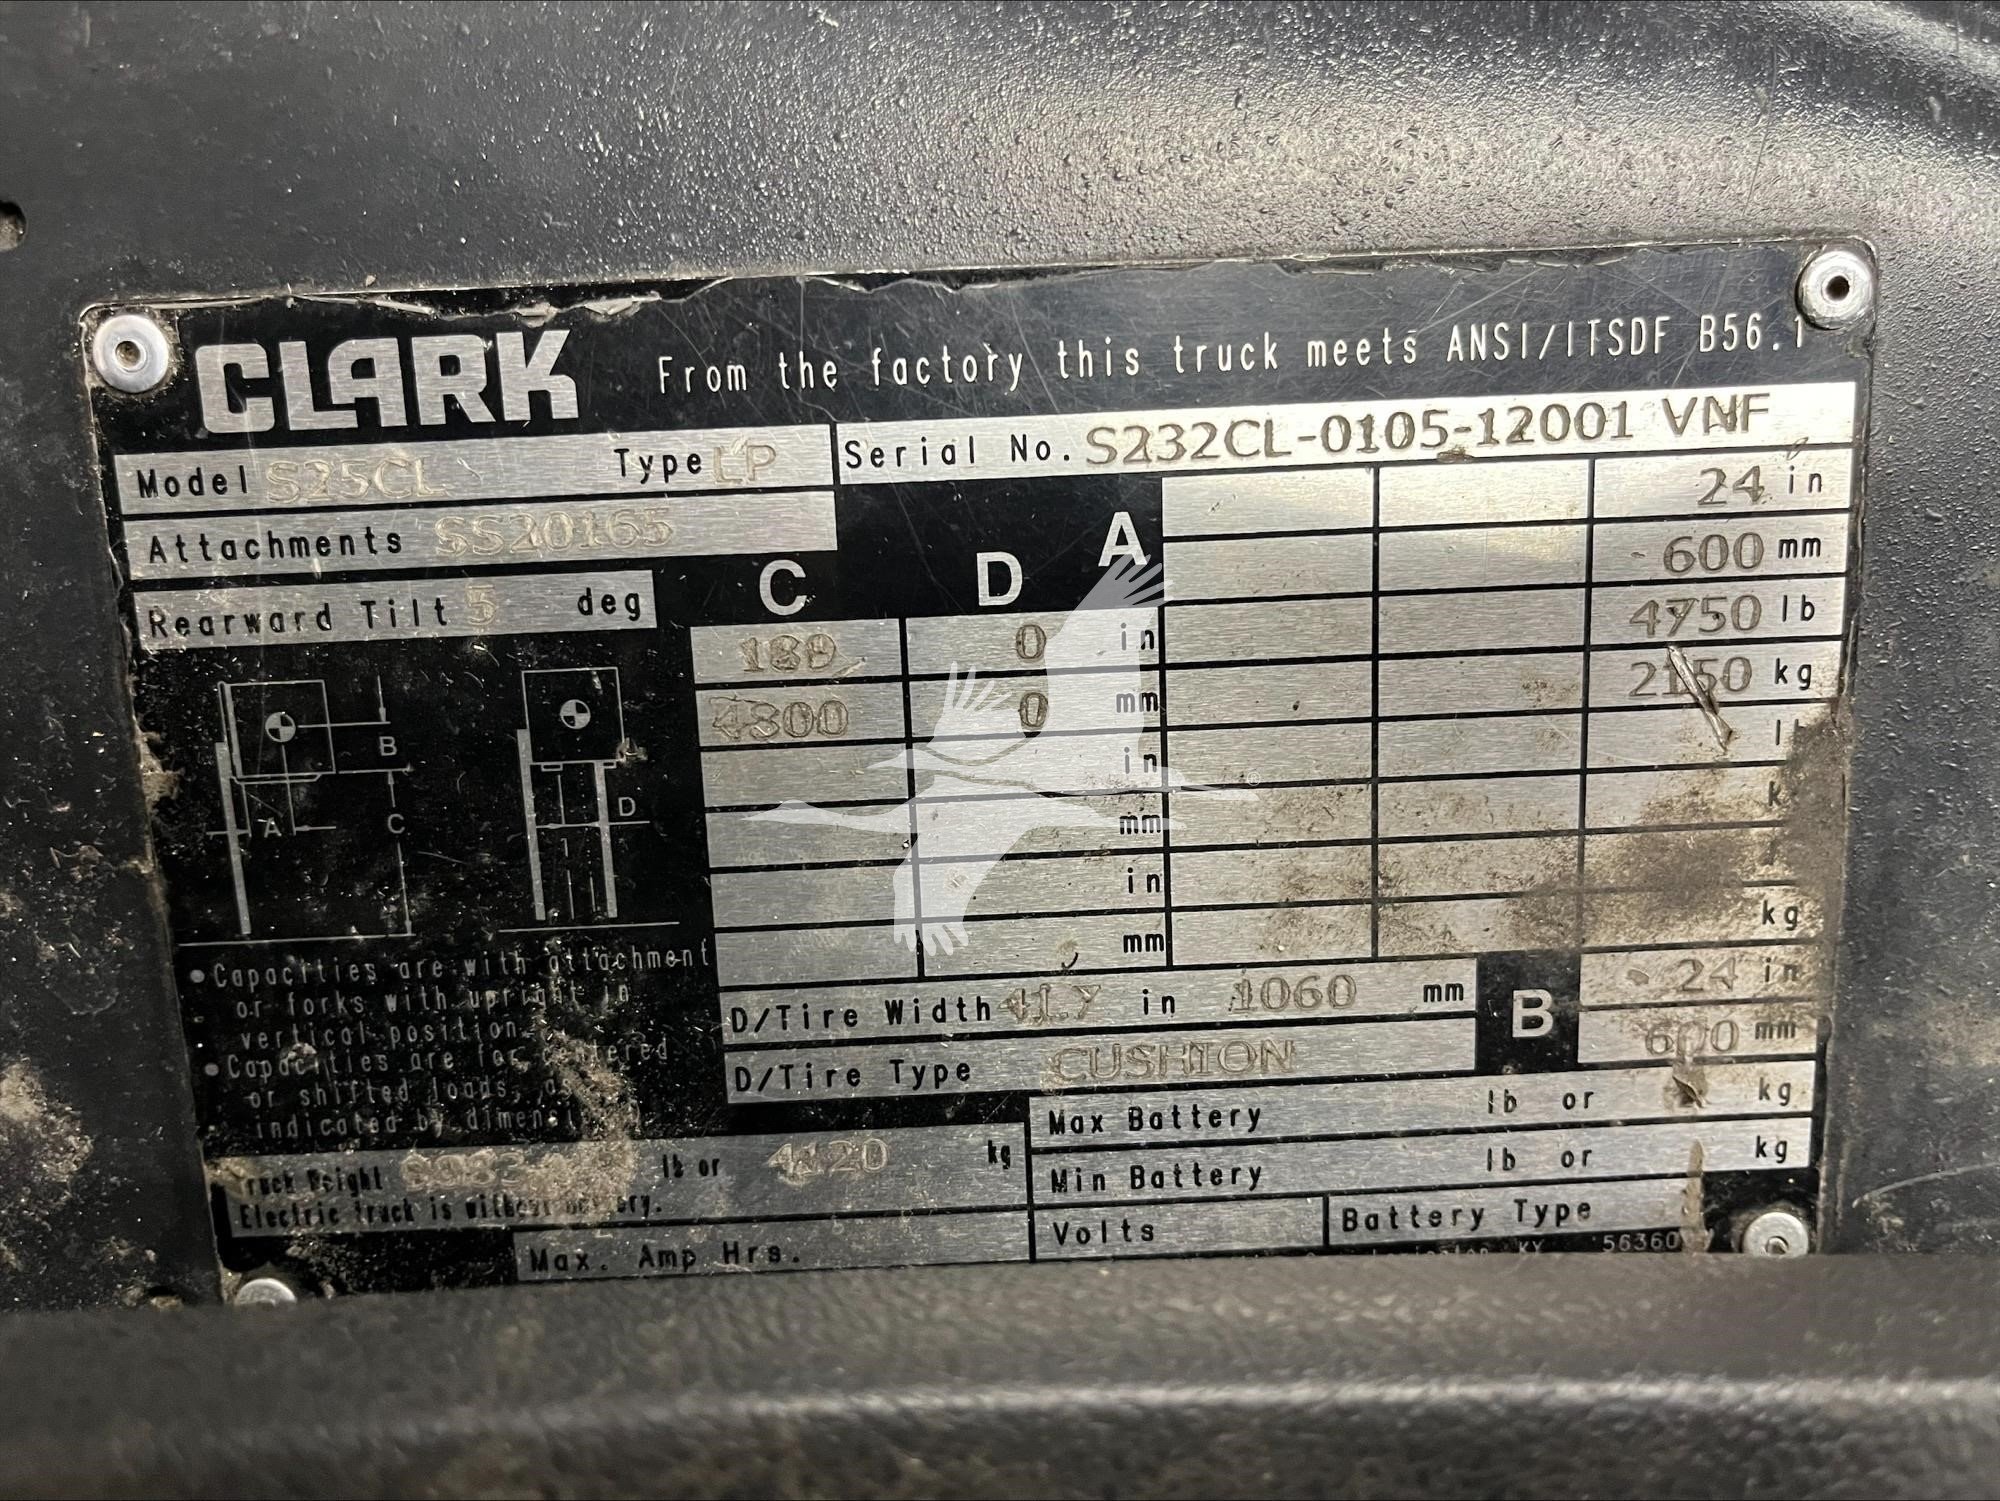 CLARK From the factory this truck meets ANSI/ITSDF B56.1
Model S25CL Type LP Serial No. S232CL-0105-12001 VNF
Attachments SS20165
Rearward Tilt 5 deg
C D A
24 in
600 mm
4750 lb
2150 kg
189 0 in
4800 0 mm
in
mm
in kg
mm
B C A D
•Capacities are with attachment
or forks with upright in
vertical position
•Capacities are for centered
or shifted loads, as
indicated by
D/Tire Width 41.7 in 1060 mm
D/Tire Type CUSHION
B 24 in
600 mm
Truck Weight lb or kg
Electric truck is without battery.
Max. Amp Hrs.
Max Battery lb or kg
Min Battery lb or kg
Volts Battery Type
KY
®